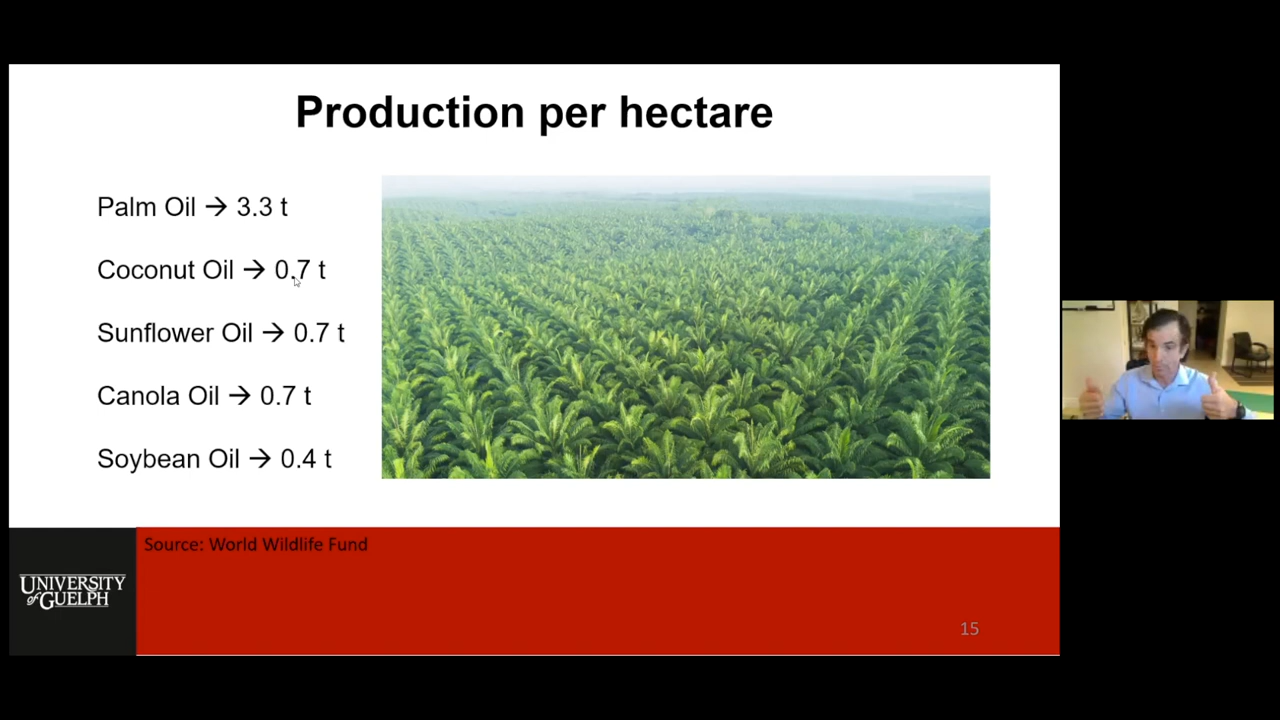 Production per hectare
Palm Oil → 3.3 t
Coconut Oil → 0.7 t
Sunflower Oil → 0.7 t
Canola Oil → 0.7 t
Soybean Oil → 0.4 t
Source: World Wildlife Fund
UNIVERSITY
of GUELPH
15